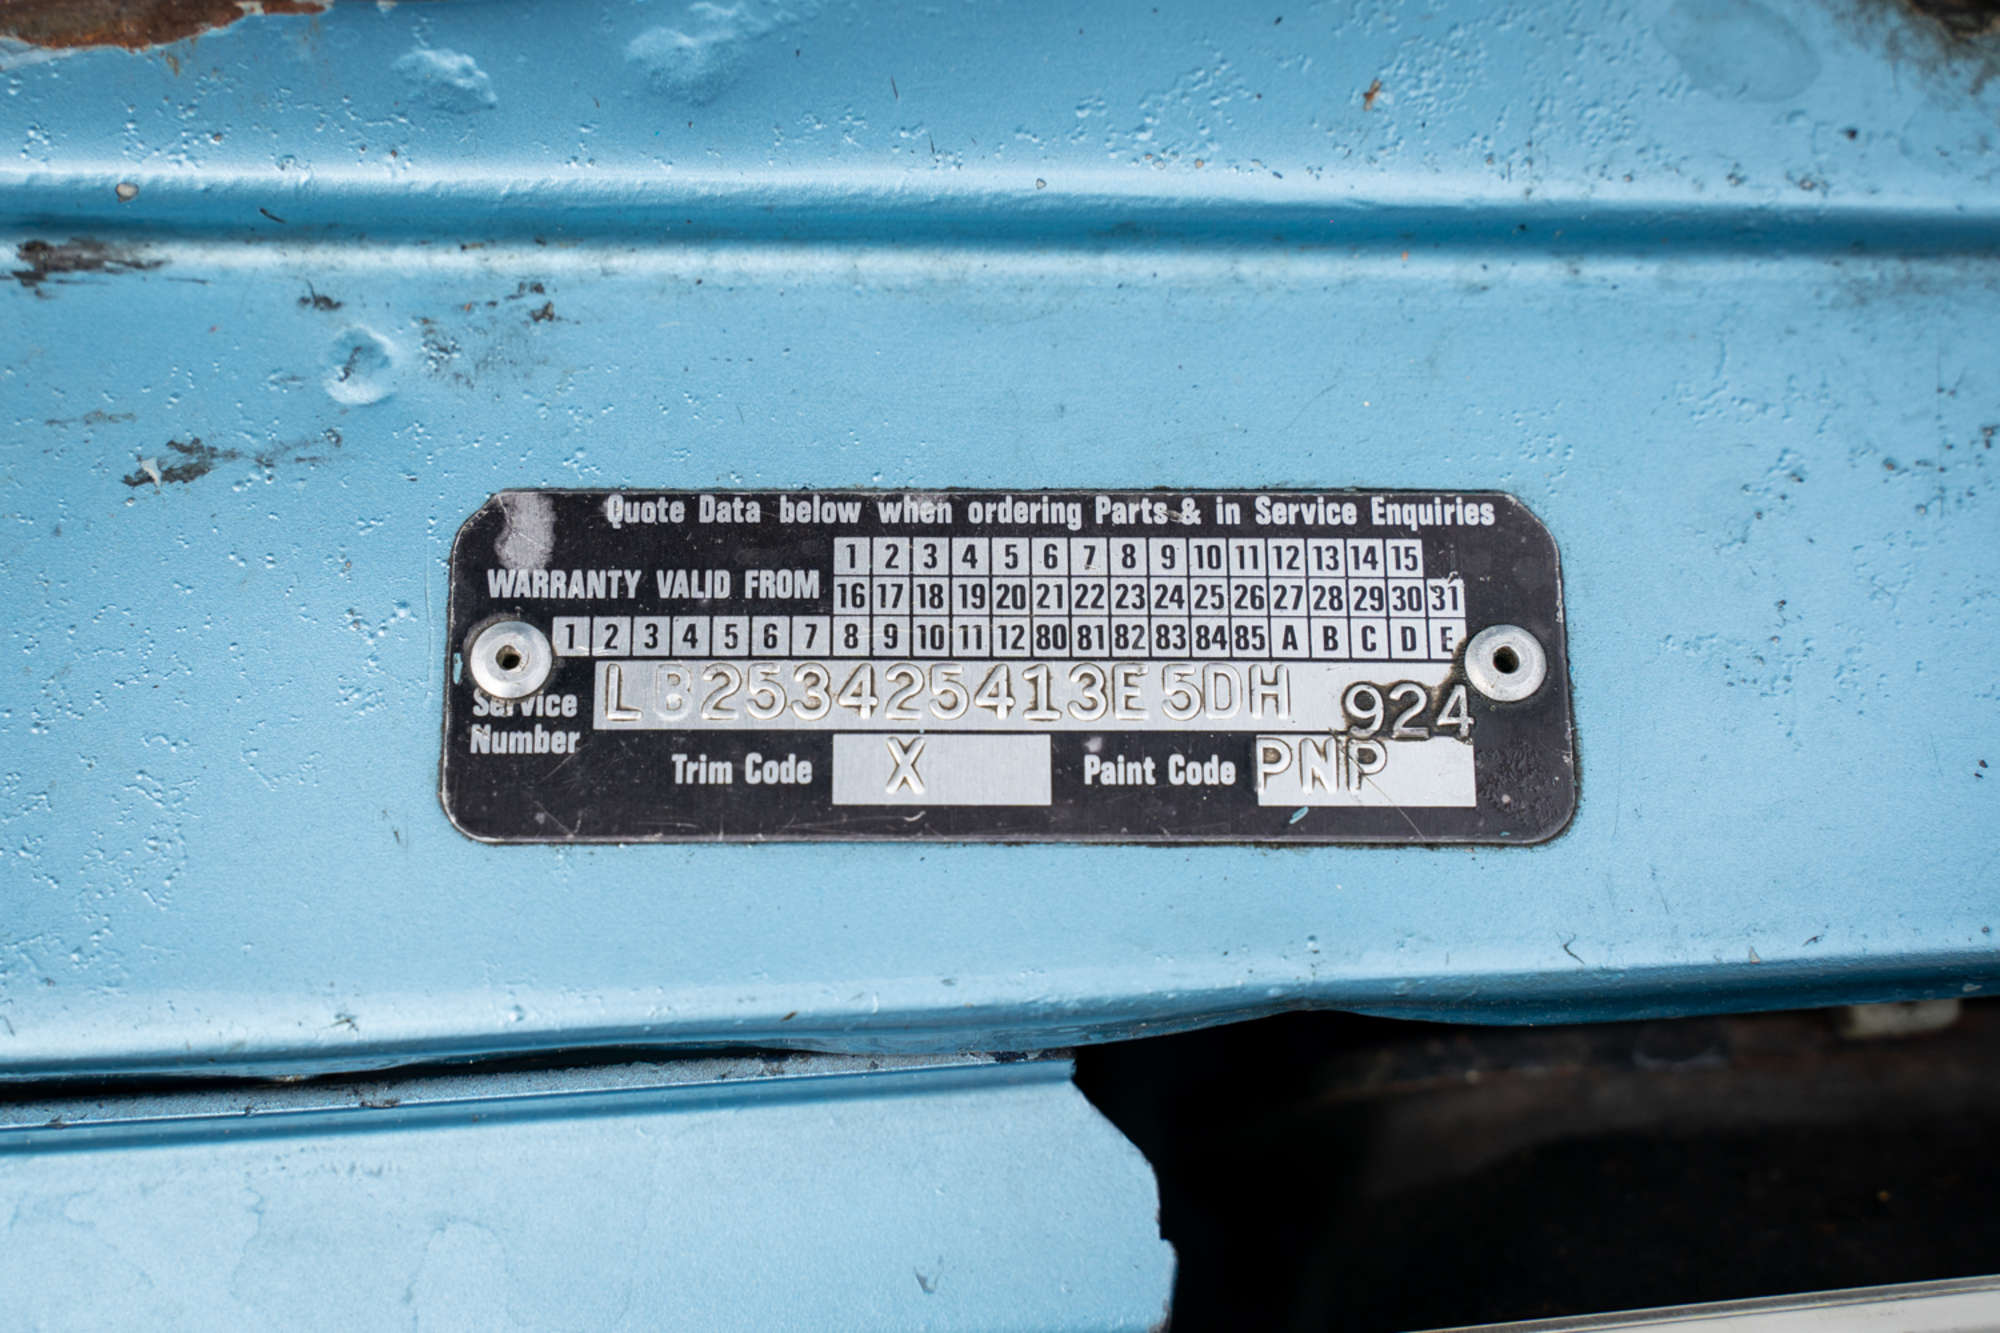 Quote Data below when ordering Parts & in Service Enquiries
1 2 3 4 5 6 7 8 9 10 11 12 13 14 15
WARRANTY VALID FROM 16 17 18 19 20 21 22 23 24 25 26 27 28 29 30 31
1 2 3 4 5 6 7 8 9 10 11 12 80 81 82 83 84 85 A B C D E
Service Number LB253425413E5DH 924
Trim Code X Paint Code PNP